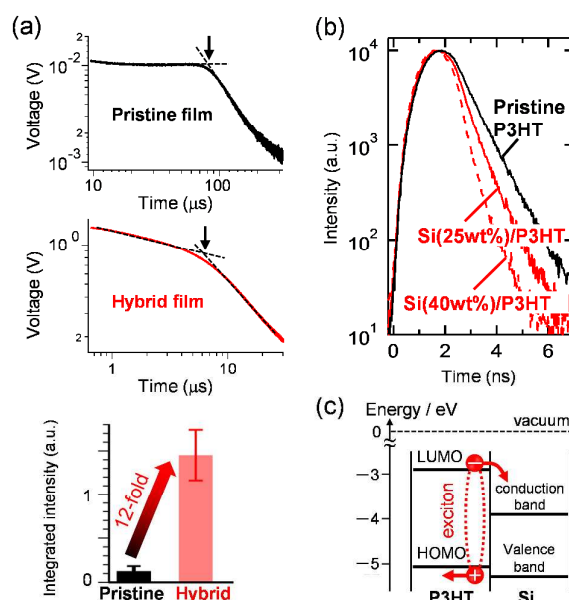 (a)
Voltage (V)
2
10-2
2
10-3
Pristine film
10
100
Time (μs)
Voltage (V)
100
2
Hybrid film
1
10
Time (μs)
Integrated intensity (a.u.)
1
0
12-fold
Pristine Hybrid
(b)
Intensity (a.u.)
104
103
102
101
Pristine
P3HT
Si(25wt%)/P3HT
Si(40wt%)/P3HT
0 2 4 6
Time (ns)
(c)
Energy / eV
vacuum
0
−3
−4
−5
LUMO
HOMO
exciton
conduction
band
Valence
band
P3HT Si